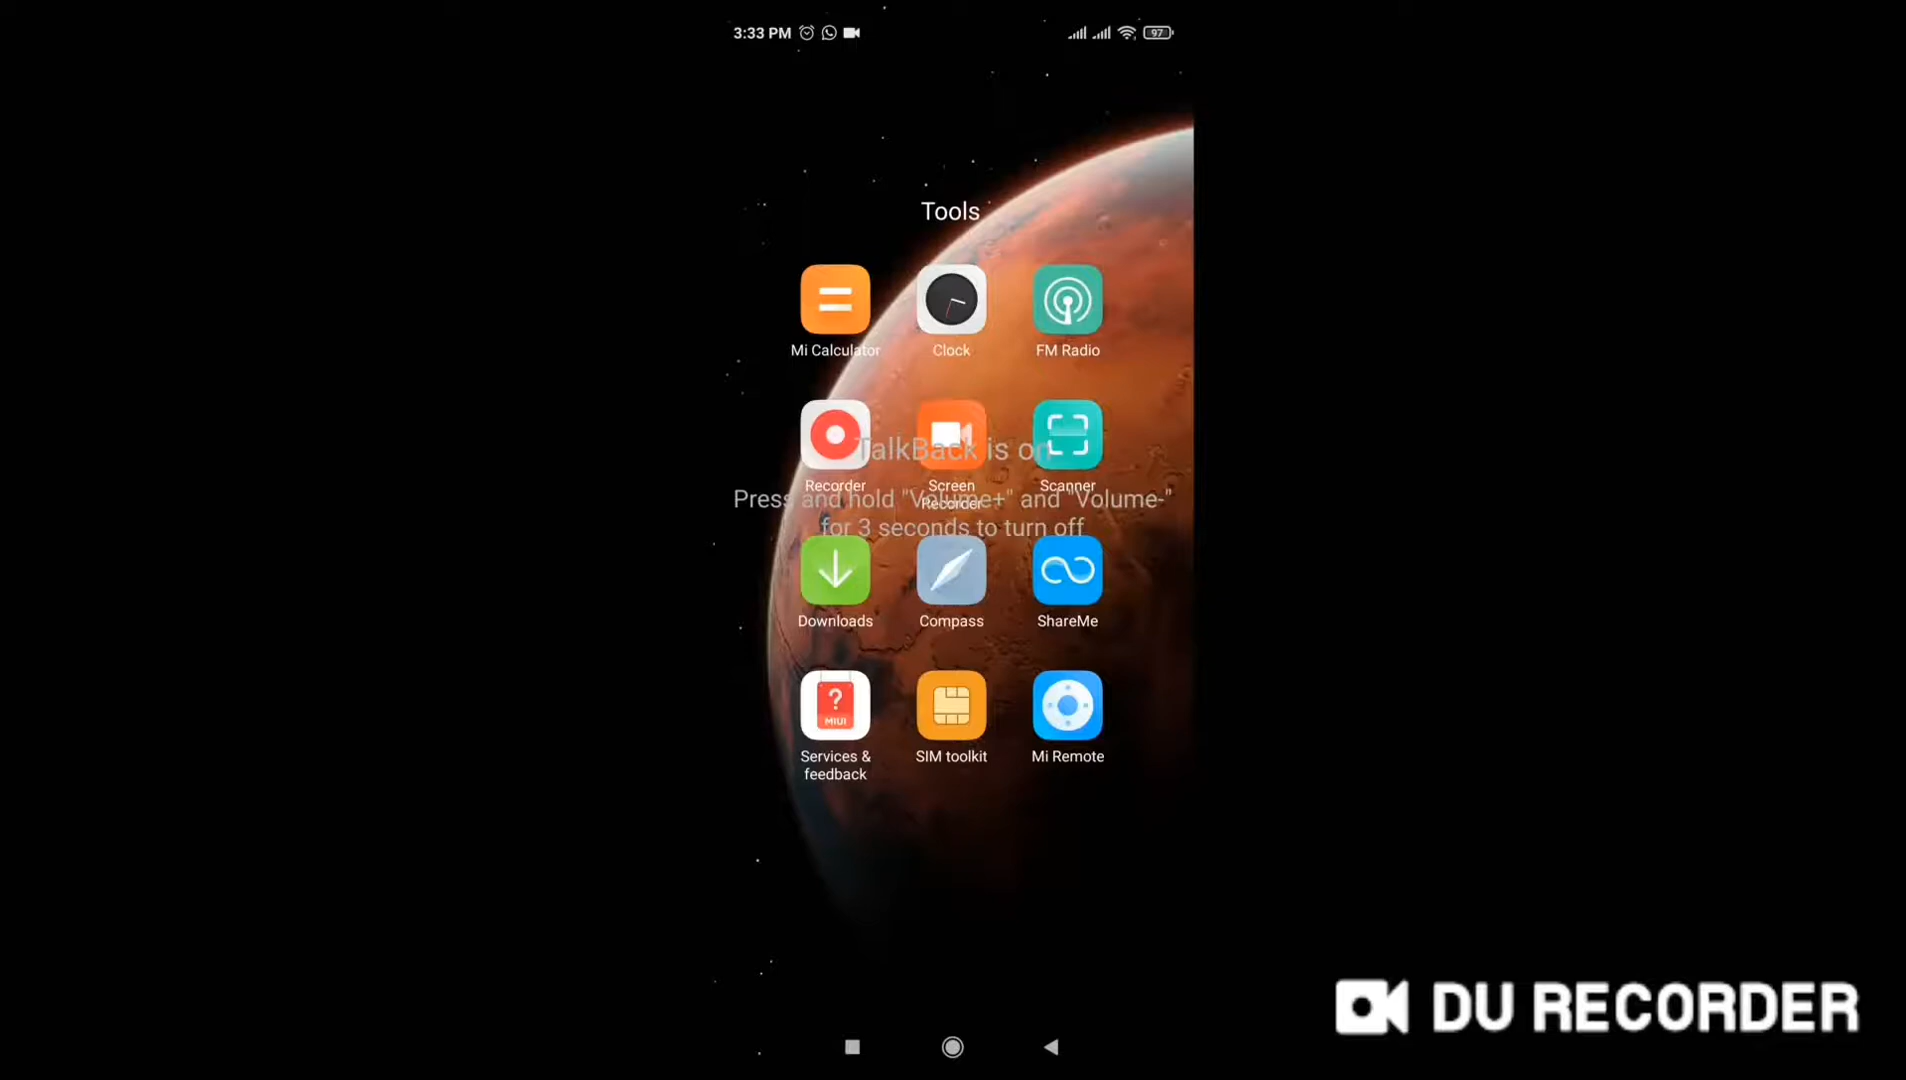 3:33 PM
97
Tools
Mi Calculator
Clock
FM Radio
TalkBack is on
Recorder
Screen Recorder
Scanner
Press and hold "Volume+" and "Volume-"
for 3 seconds to turn off
Downloads
Compass
ShareMe
?
MIUI
Services &
feedback
SIM toolkit
Mi Remote
DU RECORDER